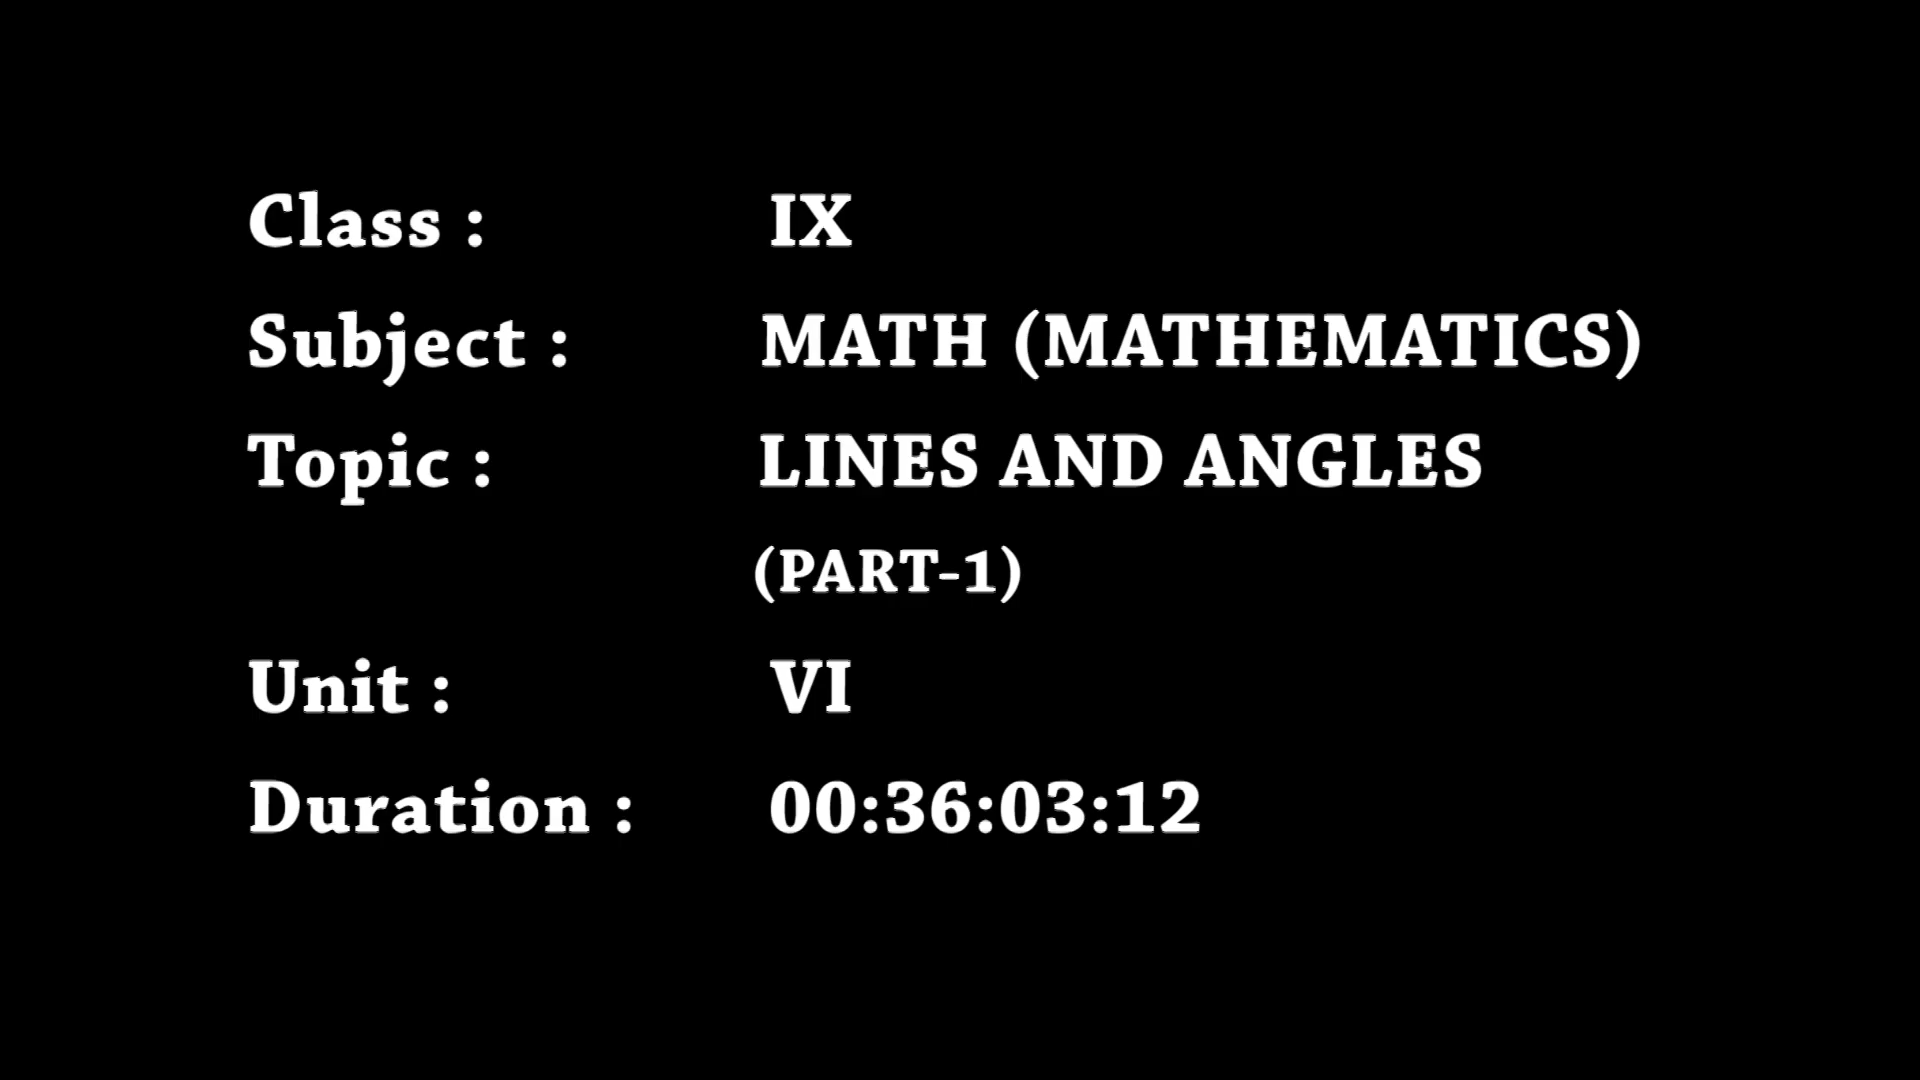 Class : IX
Subject : MATH (MATHEMATICS)
Topic : LINES AND ANGLES
(PART-1)
Unit : VI
Duration : 00:36:03:12